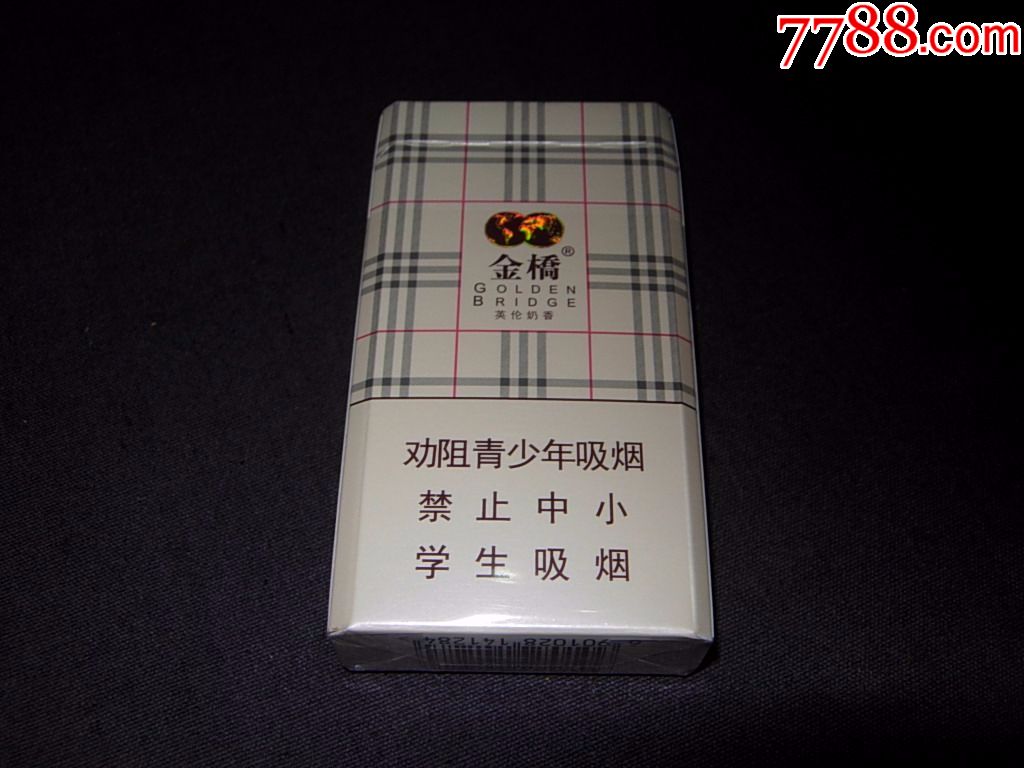 7788.com
金橋®
GOLDEN
BRIDGE
英伦奶香
劝阻青少年吸烟
禁止中小
学生吸烟
6901028141284